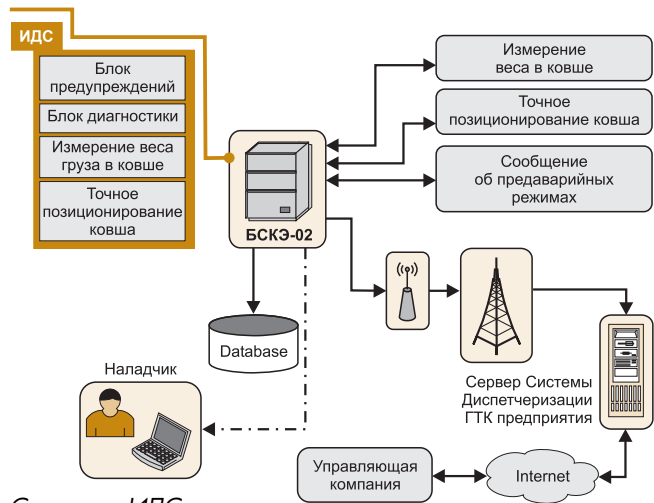 ИДС
Блок
предупреждений
Блок диагностики
Измерение веса
груза в ковше
Точное
позиционирование
ковша
БСКЭ-02
Измерение
веса в ковше
Точное
позиционирование ковша
Сообщение
об предаварийных
режимах
Database
Наладчик
Сервер Системы
Диспетчеризации
ГТК предприятия
Управляющая
компания
Internet